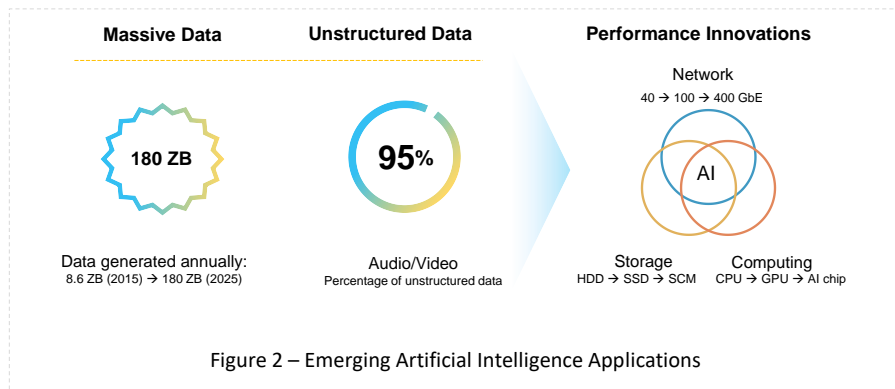 Massive Data
Unstructured Data
Performance Innovations
180 ZB
Data generated annually:
8.6 ZB (2015) → 180 ZB (2025)
95%
Audio/Video
Percentage of unstructured data
Network
40 → 100 → 400 GbE
AI
Storage
HDD → SSD → SCM
Computing
CPU → GPU → AI chip
Figure 2 – Emerging Artificial Intelligence Applications